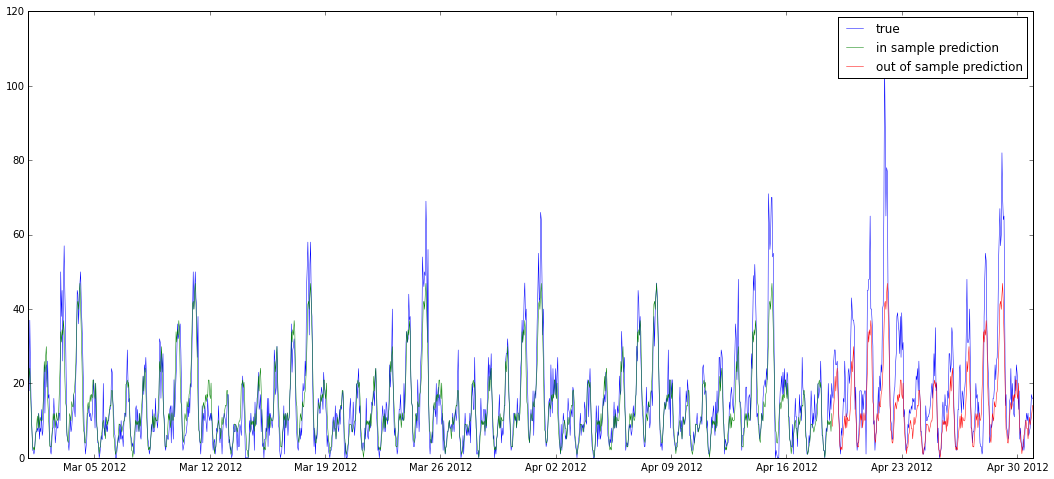 120
100
80
60
40
20
0
true
in sample prediction
out of sample prediction
Mar 05 2012
Mar 12 2012
Mar 19 2012
Mar 26 2012
Apr 02 2012
Apr 09 2012
Apr 16 2012
Apr 23 2012
Apr 30 2012